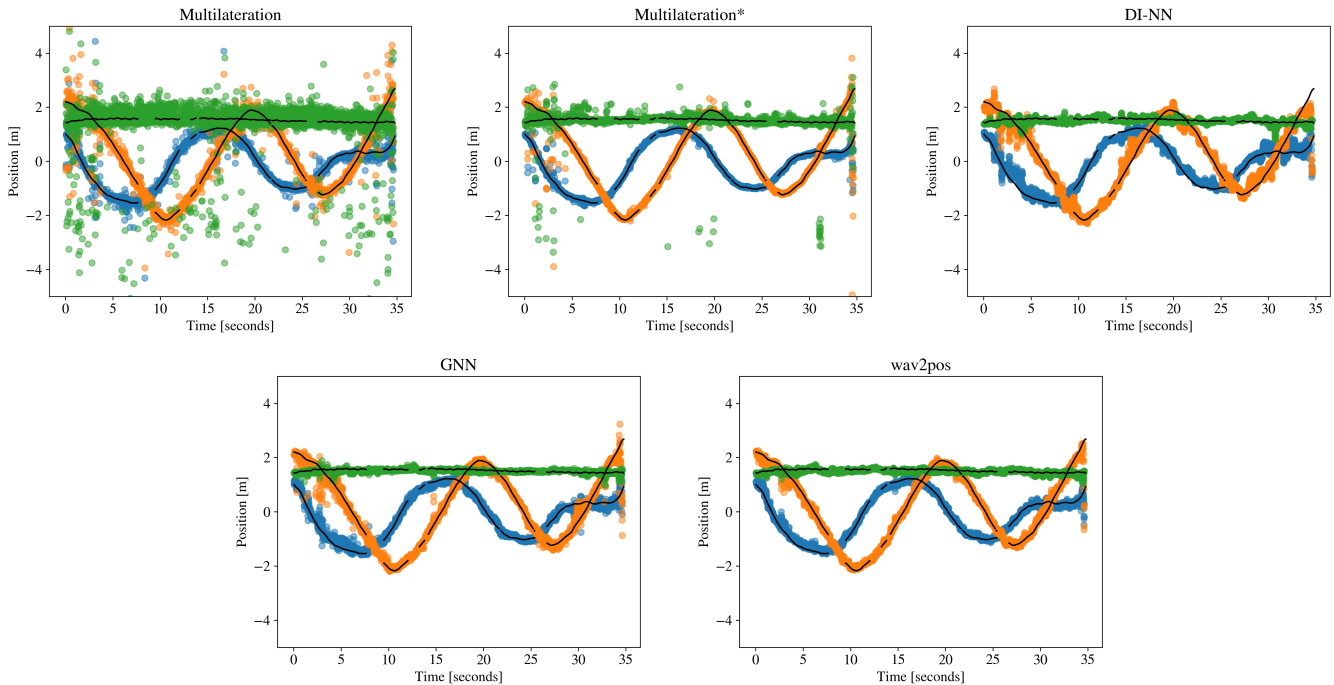 Multilateration
Multilateration*
DI-NN
4
2
0
−2
−4
Position [m]
0 5 10 15 20 25 30 35
Time [seconds]
4
2
0
−2
−4
Position [m]
0 5 10 15 20 25 30 35
Time [seconds]
4
2
0
−2
−4
Position [m]
0 5 10 15 20 25 30 35
Time [seconds]
GNN
wav2pos
4
2
0
−2
−4
Position [m]
0 5 10 15 20 25 30 35
Time [seconds]
4
2
0
−2
−4
Position [m]
0 5 10 15 20 25 30 35
Time [seconds]